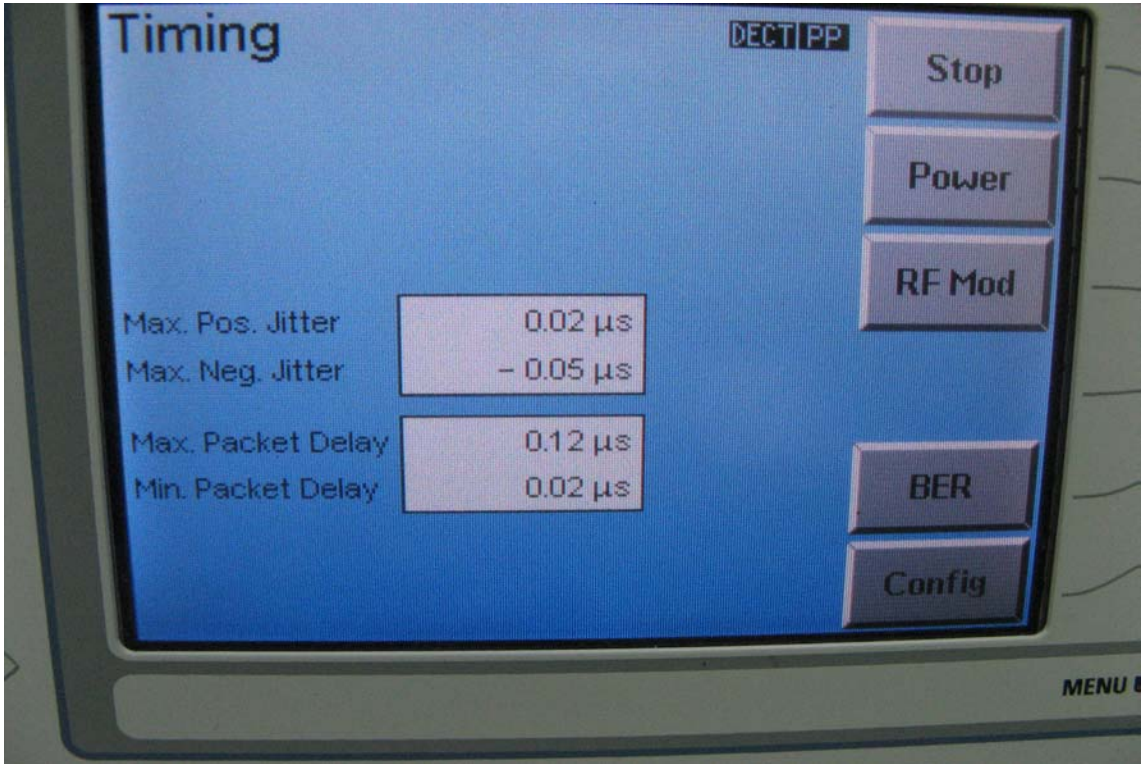 Timing
DECT PP
Stop
Power
RF Mod
Max. Pos. Jitter 0.02 µs
Max. Neg. Jitter – 0.05 µs
Max. Packet Delay 0.12 µs
Min. Packet Delay 0.02 µs
BER
Config
MENU